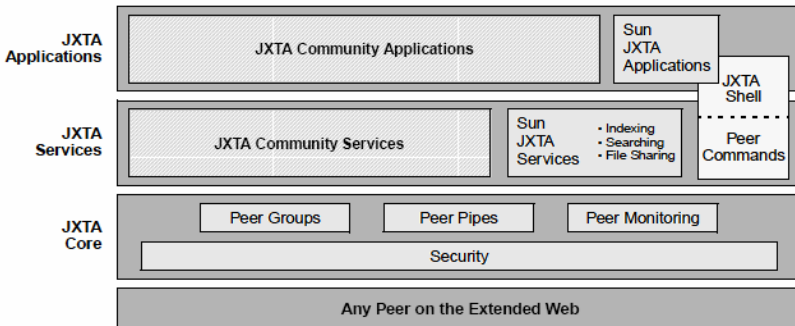 JXTA
Applications
JXTA Community Applications
Sun
JXTA
Applications
JXTA
Shell
Peer
Commands
JXTA
Services
JXTA Community Services
Sun
JXTA
Services
• Indexing
• Searching
• File Sharing
JXTA
Core
Peer Groups
Peer Pipes
Peer Monitoring
Security
Any Peer on the Extended Web